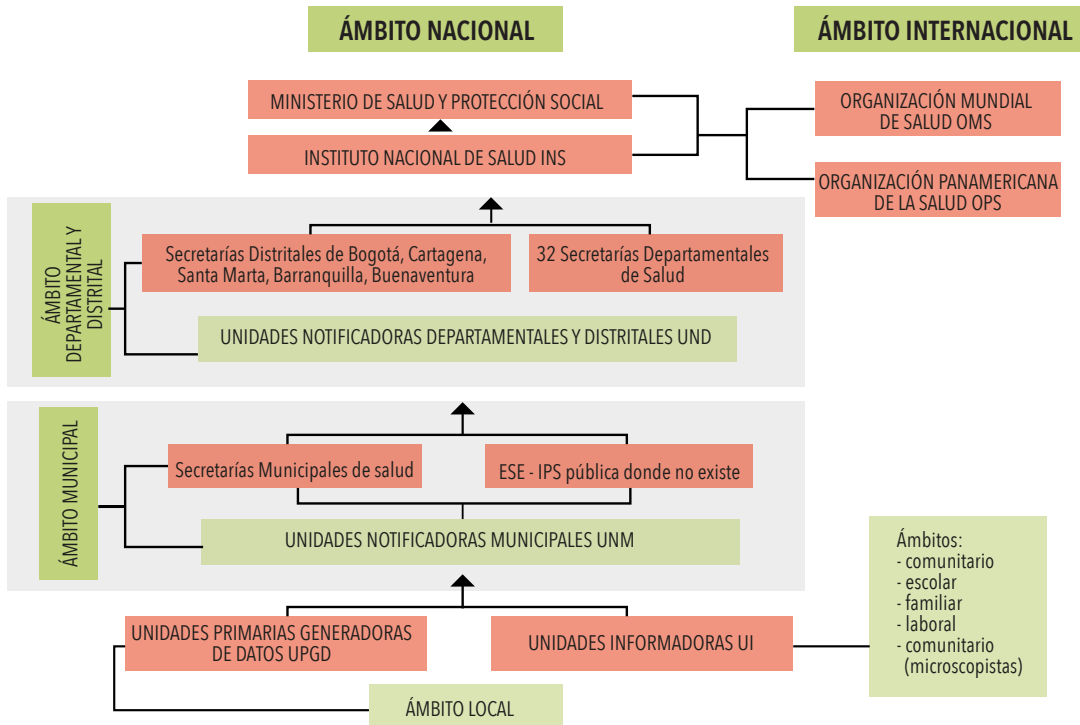 ÁMBITO NACIONAL
ÁMBITO INTERNACIONAL
MINISTERIO DE SALUD Y PROTECCIÓN SOCIAL
INSTITUTO NACIONAL DE SALUD INS
ORGANIZACIÓN MUNDIAL
DE SALUD OMS
ORGANIZACIÓN PANAMERICANA
DE LA SALUD OPS
ÁMBITO
DEPARTAMENTAL Y
DISTRITAL
Secretarías Distritales de Bogotá, Cartagena,
Santa Marta, Barranquilla, Buenaventura
32 Secretarías Departamentales
de Salud
UNIDADES NOTIFICADORAS DEPARTAMENTALES Y DISTRITALES UND
ÁMBITO MUNICIPAL
Secretarías Municipales de salud
ESE - IPS pública donde no existe
UNIDADES NOTIFICADORAS MUNICIPALES UNM
UNIDADES PRIMARIAS GENERADORAS
DE DATOS UPGD
UNIDADES INFORMADORAS UI
Ámbitos:
- comunitario
- escolar
- familiar
- laboral
- comunitario
(microscopistas)
ÁMBITO LOCAL